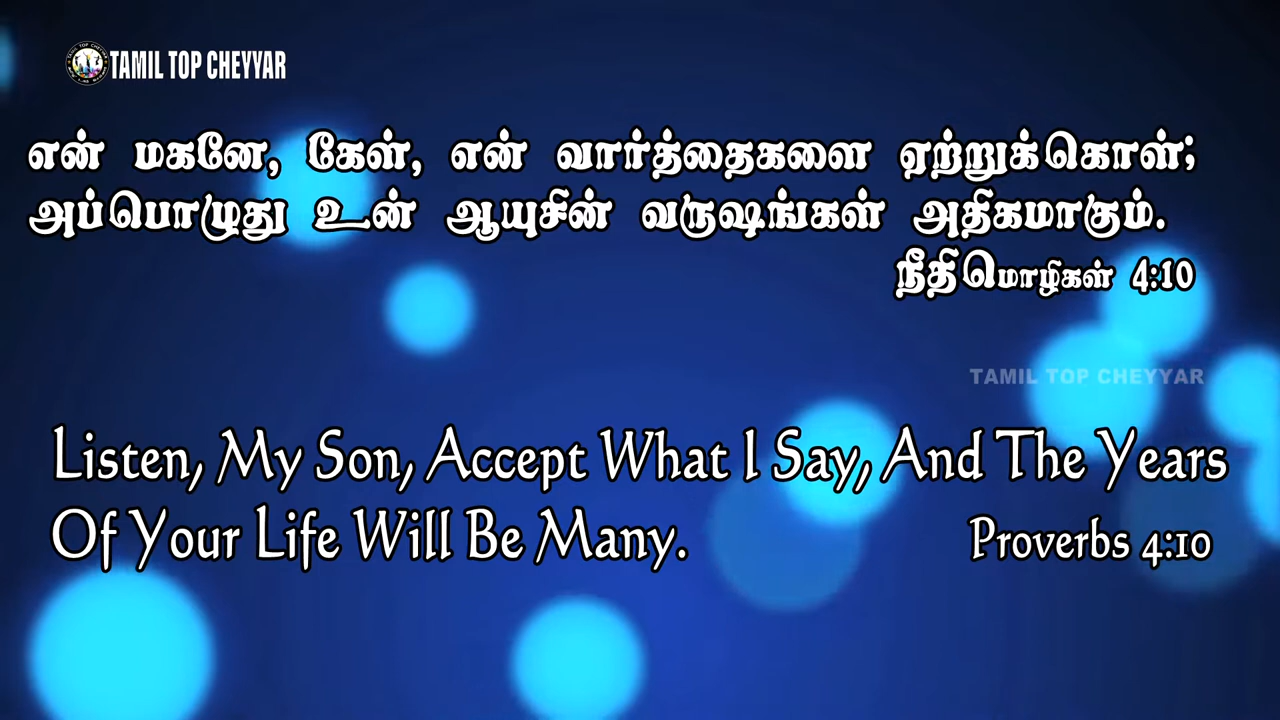 TAMIL TOP CHEYYAR
என் மகனே, கேள், என் வார்த்தைகளை ஏற்றுக்கொள்;
அப்பொழுது உன் ஆயுசின் வருஷங்கள் அதிகமாகும்.
நீதிமொழிகள் 4:10
TAMIL TOP CHEYYAR
Listen, My Son, Accept What I Say, And The Years
Of Your Life Will Be Many.
Proverbs 4:10